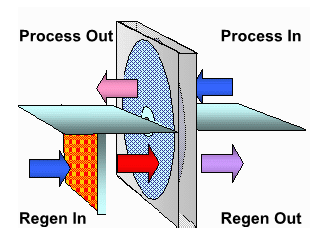 Process Out
Process In
Regen In
Regen Out